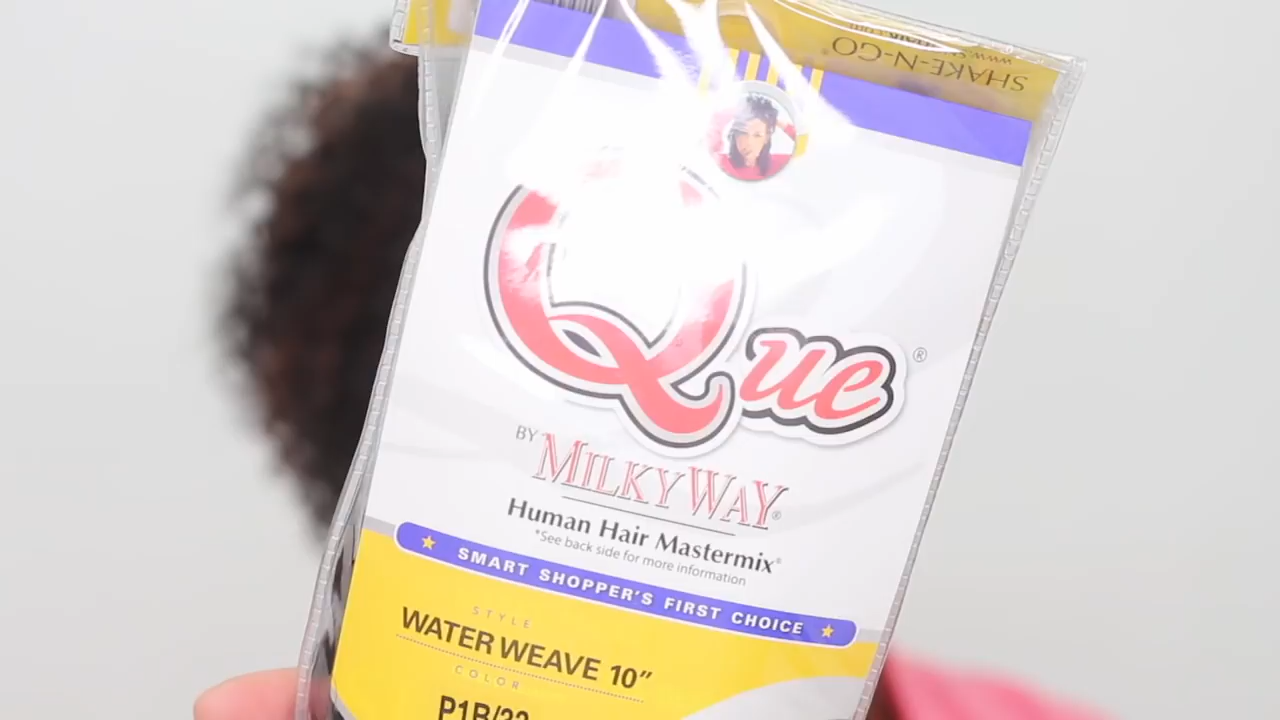 SHAKE-N-GO®
Que®
BY MILKYWAY®
Human Hair Mastermix®
*See back side for more information
SMART SHOPPER'S FIRST CHOICE
STYLE
WATER WEAVE 10"
COLOR